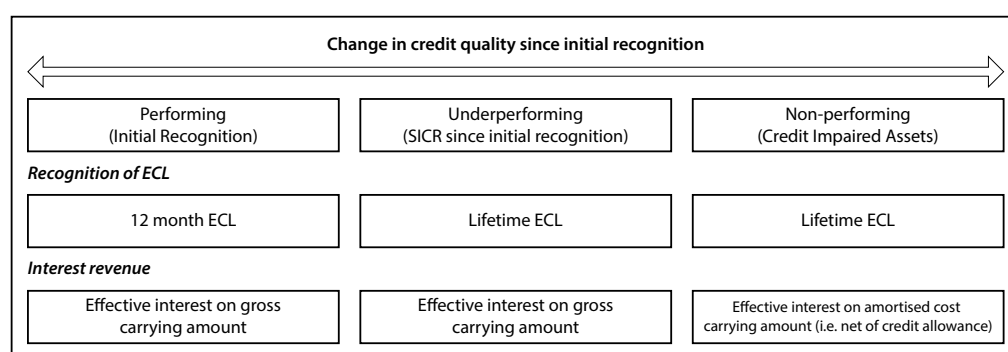 Change in credit quality since initial recognition
Performing
(Initial Recognition)
Underperforming
(SICR since initial recognition)
Non-performing
(Credit Impaired Assets)
Recognition of ECL
12 month ECL
Lifetime ECL
Lifetime ECL
Interest revenue
Effective interest on gross
carrying amount
Effective interest on gross
carrying amount
Effective interest on amortised cost
carrying amount (i.e. net of credit allowance)